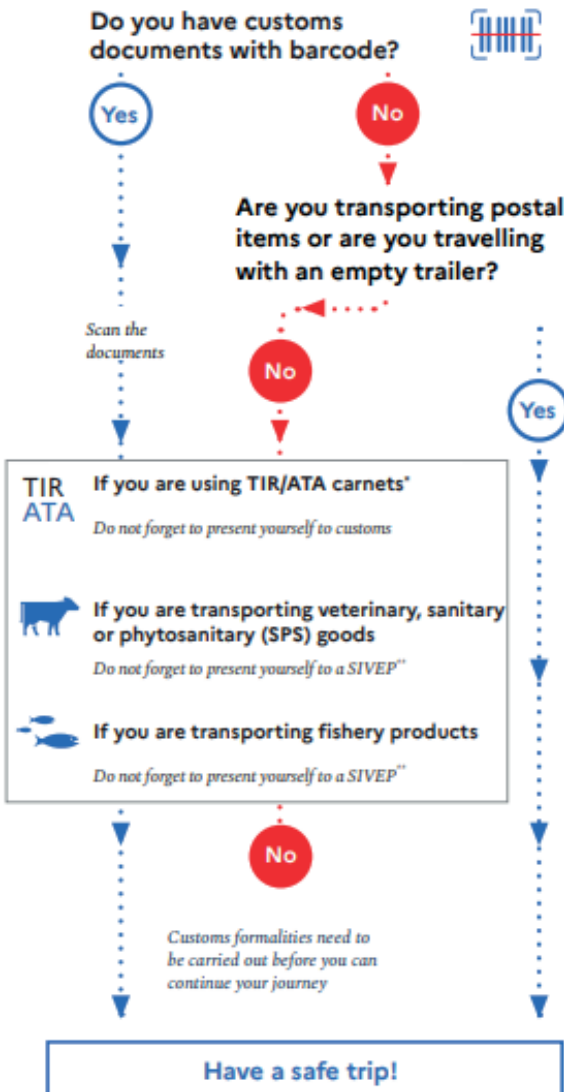 Do you have customs
documents with barcode?
Yes
No
Are you transporting postal
items or are you travelling
with an empty trailer?
Scan the
documents
No
Yes
TIR
ATA
If you are using TIR/ATA carnets*
Do not forget to present yourself to customs
If you are transporting veterinary, sanitary
or phytosanitary (SPS) goods
Do not forget to present yourself to a SIVEP**
If you are transporting fishery products
Do not forget to present yourself to a SIVEP**
No
Customs formalities need to
be carried out before you can
continue your journey
Have a safe trip!